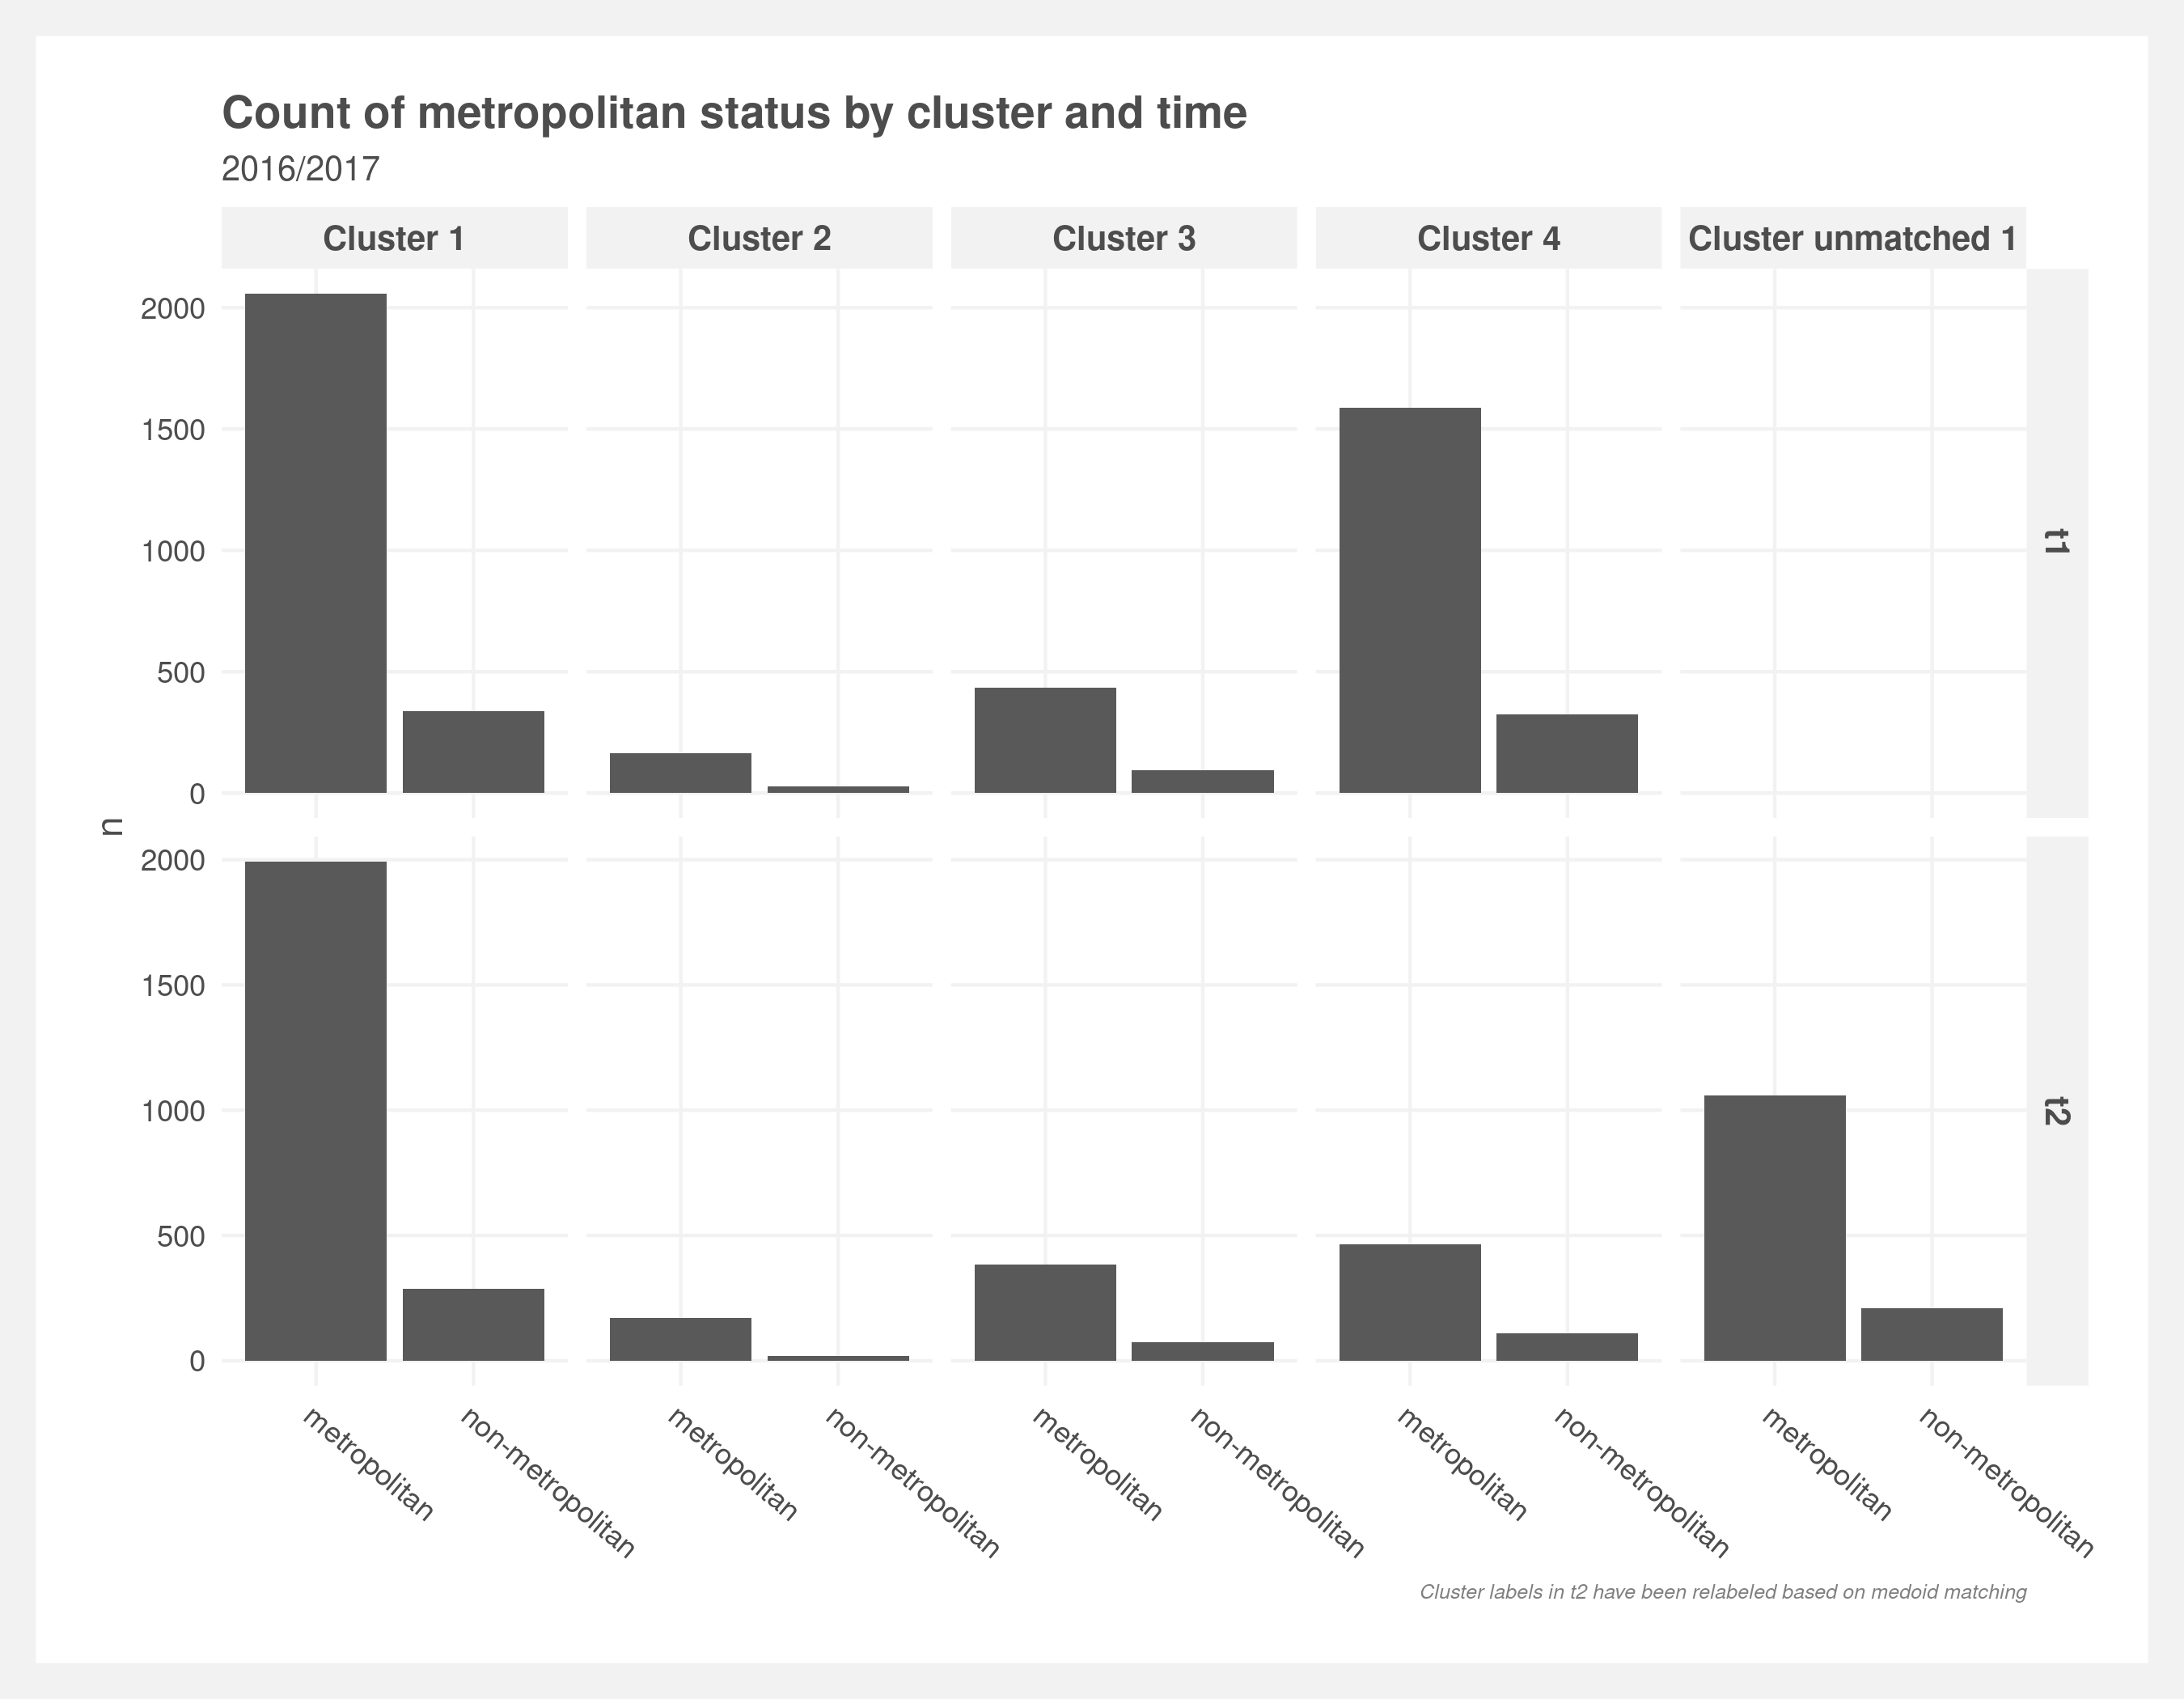 Count of metropolitan status by cluster and time
2016/2017
Cluster 1
Cluster 2
Cluster 3
Cluster 4
Cluster unmatched 1
2000
1500
1000
500
0
t1
n
2000
1500
1000
500
0
t2
metropolitan
non-metropolitan
metropolitan
non-metropolitan
metropolitan
non-metropolitan
metropolitan
non-metropolitan
metropolitan
non-metropolitan
Cluster labels in t2 have been relabeled based on medoid matching